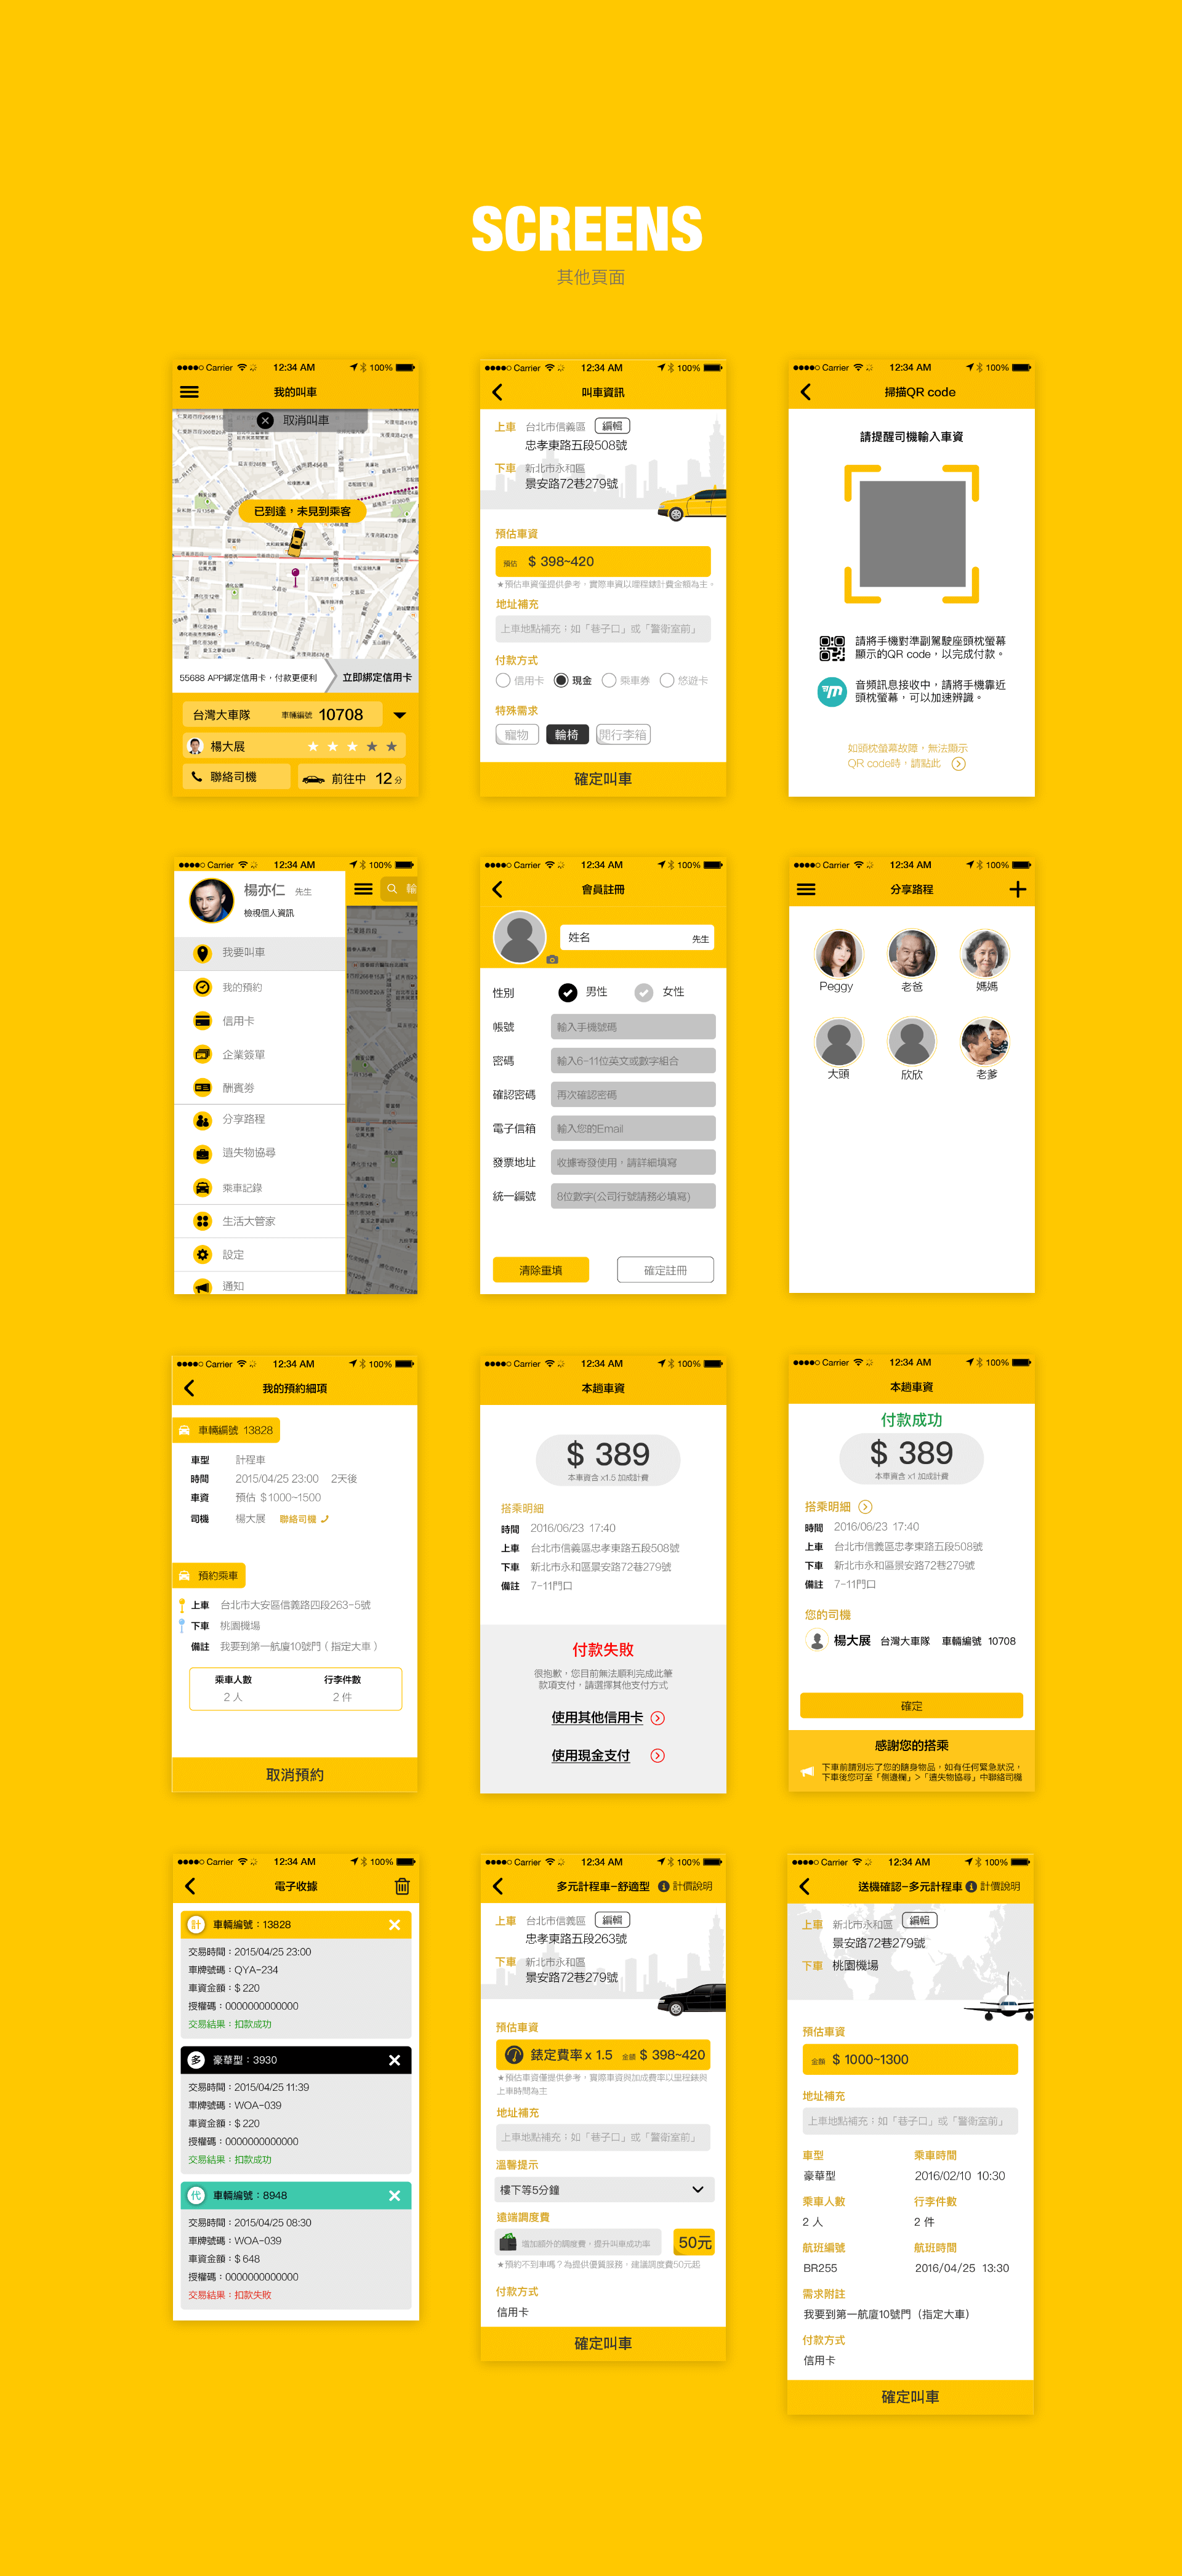 SCREENS
其他頁面
Carrier 12:34 AM 100%
我的叫車
取消叫車
已到達，未見到乘客
55688 APP綁定信用卡，付款更便利
立即綁定信用卡
台灣大車隊 車輛編號 10708
楊大展
聯絡司機
前往中 12 分
Carrier 12:34 AM 100%
叫車資訊
上車 台北市信義區 編輯
忠孝東路五段508號
下車 新北市永和區
景安路72巷279號
預估車資
預估 $ 398~420
★預估車資僅提供參考，實際車資以哩程錶計費金額為主。
地址補充
上車地點補充；如「巷子口」或「警衛室前」
付款方式
信用卡 現金 乘車券 悠遊卡
特殊需求
寵物 輪椅 開行李箱
確定叫車
Carrier 12:34 AM 100%
掃描QR code
請提醒司機輸入車資
請將手機對準副駕駛座頭枕螢幕
顯示的QR code，以完成付款。
音頻訊息接收中，請將手機靠近
頭枕螢幕，可以加速辨識。
如頭枕螢幕故障，無法顯示
QR code時，請點此
Carrier 12:34 AM 100%
楊亦仁 先生
檢視個人資訊
輸
我要叫車
我的預約
信用卡
企業簽單
酬賓券
分享路程
遺失物協尋
乘車記錄
生活大管家
設定
通知
Carrier 12:34 AM 100%
會員註冊
姓名 先生
性別 男性 女性
帳號 輸入手機號碼
密碼 輸入6-11位英文或數字組合
確認密碼 再次確認密碼
電子信箱 輸入您的Email
發票地址 收據寄發使用，請詳細填寫
統一編號 8位數字(公司行號請務必填寫)
清除重填 確定註冊
Carrier 12:34 AM 100%
分享路程
Peggy 老爸 媽媽
大頭 欣欣 老爹
Carrier 12:34 AM 100%
我的預約細項
車輛編號 13828
車型 計程車
時間 2015/04/25 23:00 2天後
車資 預估 $1000~1500
司機 楊大展 聯絡司機
預約乘車
上車 台北市大安區信義路四段263-5號
下車 桃園機場
備註 我要到第一航廈10號門（指定大車）
乘車人數 行李件數
2 人 2 件
取消預約
Carrier 12:34 AM 100%
本趟車資
$ 389
本車資含 x1.5 加成計費
搭乘明細
時間 2016/06/23 17:40
上車 台北市信義區忠孝東路五段508號
下車 新北市永和區景安路72巷279號
備註 7-11門口
付款失敗
很抱歉，您目前無法順利完成此筆
款項支付，請選擇其他支付方式
使用其他信用卡
使用現金支付
Carrier 12:34 AM 100%
本趟車資
付款成功
$ 389
本車資含 x1 加成計費
搭乘明細
時間 2016/06/23 17:40
上車 台北市信義區忠孝東路五段508號
下車 新北市永和區景安路72巷279號
備註 7-11門口
您的司機
楊大展 台灣大車隊 車輛編號 10708
確定
感謝您的搭乘
下車前請別忘了您的隨身物品，如有任何緊急狀況，
下車後您可至「側邊欄」>「遺失物協尋」中聯絡司機
Carrier 12:34 AM 100%
電子收據
計 車輛編號：13828
交易時間：2015/04/25 23:00
車牌號碼：QYA-234
車資金額：$ 220
授權碼：0000000000000
交易結果：扣款成功
多 豪華型：3930
交易時間：2015/04/25 11:39
車牌號碼：WOA-039
車資金額：$ 220
授權碼：0000000000000
交易結果：扣款成功
代 車輛編號：8948
交易時間：2015/04/25 08:30
車牌號碼：WOA-039
車資金額：$ 648
授權碼：0000000000000
交易結果：扣款失敗
Carrier 12:34 AM 100%
多元計程車-舒適型 計價說明
上車 台北市信義區 編輯
忠孝東路五段263號
下車 新北市永和區
景安路72巷279號
預估車資
錶定費率 x 1.5 金額 $ 398~420
★預估車資僅提供參考，實際車資與加成費率以里程錶與
上車時間為主
地址補充
上車地點補充；如「巷子口」或「警衛室前」
溫馨提示
樓下等5分鐘
遠端調度費
增加額外的調度費，提升叫車成功率 50元
★預約不到車嗎？為提供優質服務，建議調度費50元起
付款方式
信用卡
確定叫車
Carrier 12:34 AM 100%
送機確認-多元計程車 計價說明
上車 新北市永和區 編輯
景安路72巷279號
下車 桃園機場
預估車資
金額 $ 1000~1300
地址補充
上車地點補充；如「巷子口」或「警衛室前」
車型 乘車時間
豪華型 2016/02/10 10:30
乘車人數 行李件數
2 人 2 件
航班編號 航班時間
BR255 2016/04/25 13:30
需求附註
我要到第一航廈10號門（指定大車）
付款方式
信用卡
確定叫車